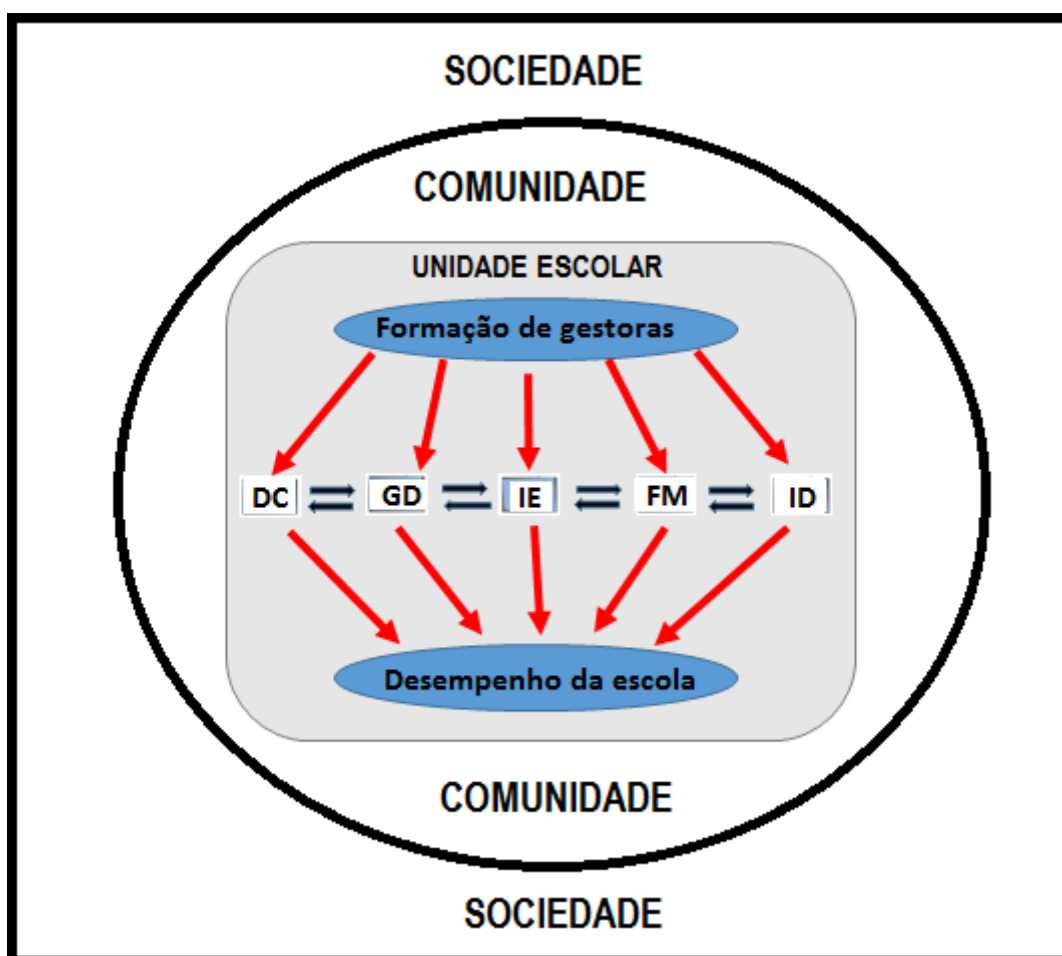 SOCIEDADE
COMUNIDADE
UNIDADE ESCOLAR
Formação de gestoras
DC GD IE FM ID
Desempenho da escola
COMUNIDADE
SOCIEDADE